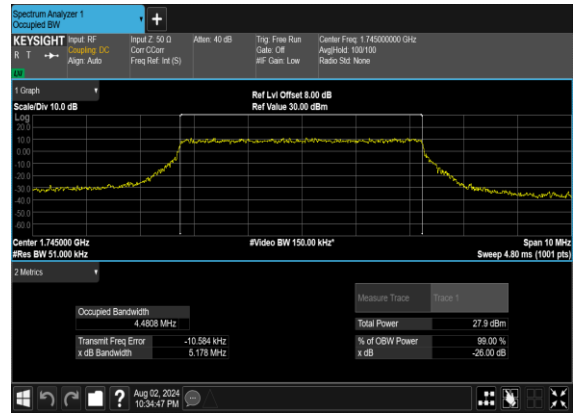 Spectrum Analyzer 1
Occupied BW
+
KEYSIGHT Input: RF Input Z: 50 Ω Atten: 40 dB Trig: Free Run Center Freq: 1.745000000 GHz
R T Coupling: DC Corr CCorr Gate: Off Avg|Hold: 100/100
Align: Auto Freq Ref: Int (S) #IF Gain: Low Radio Std: None
LW
1 Graph
Ref Lvl Offset 8.00 dB
Scale/Div 10.0 dB Ref Value 30.00 dBm
Log
20.0
10.0
0.00
-10.0
-20.0
-30.0
-40.0
-50.0
-60.0
Center 1.745000 GHz #Video BW 150.00 kHz* Span 10 MHz
#Res BW 51.000 kHz Sweep 4.80 ms (1001 pts)
2 Metrics
Measure Trace Trace 1
Occupied Bandwidth
4.4808 MHz Total Power 27.9 dBm
Transmit Freq Error -10.584 kHz % of OBW Power 99.00 %
x dB Bandwidth 5.178 MHz x dB -26.00 dB
? Aug 02, 2024
10:34:47 PM